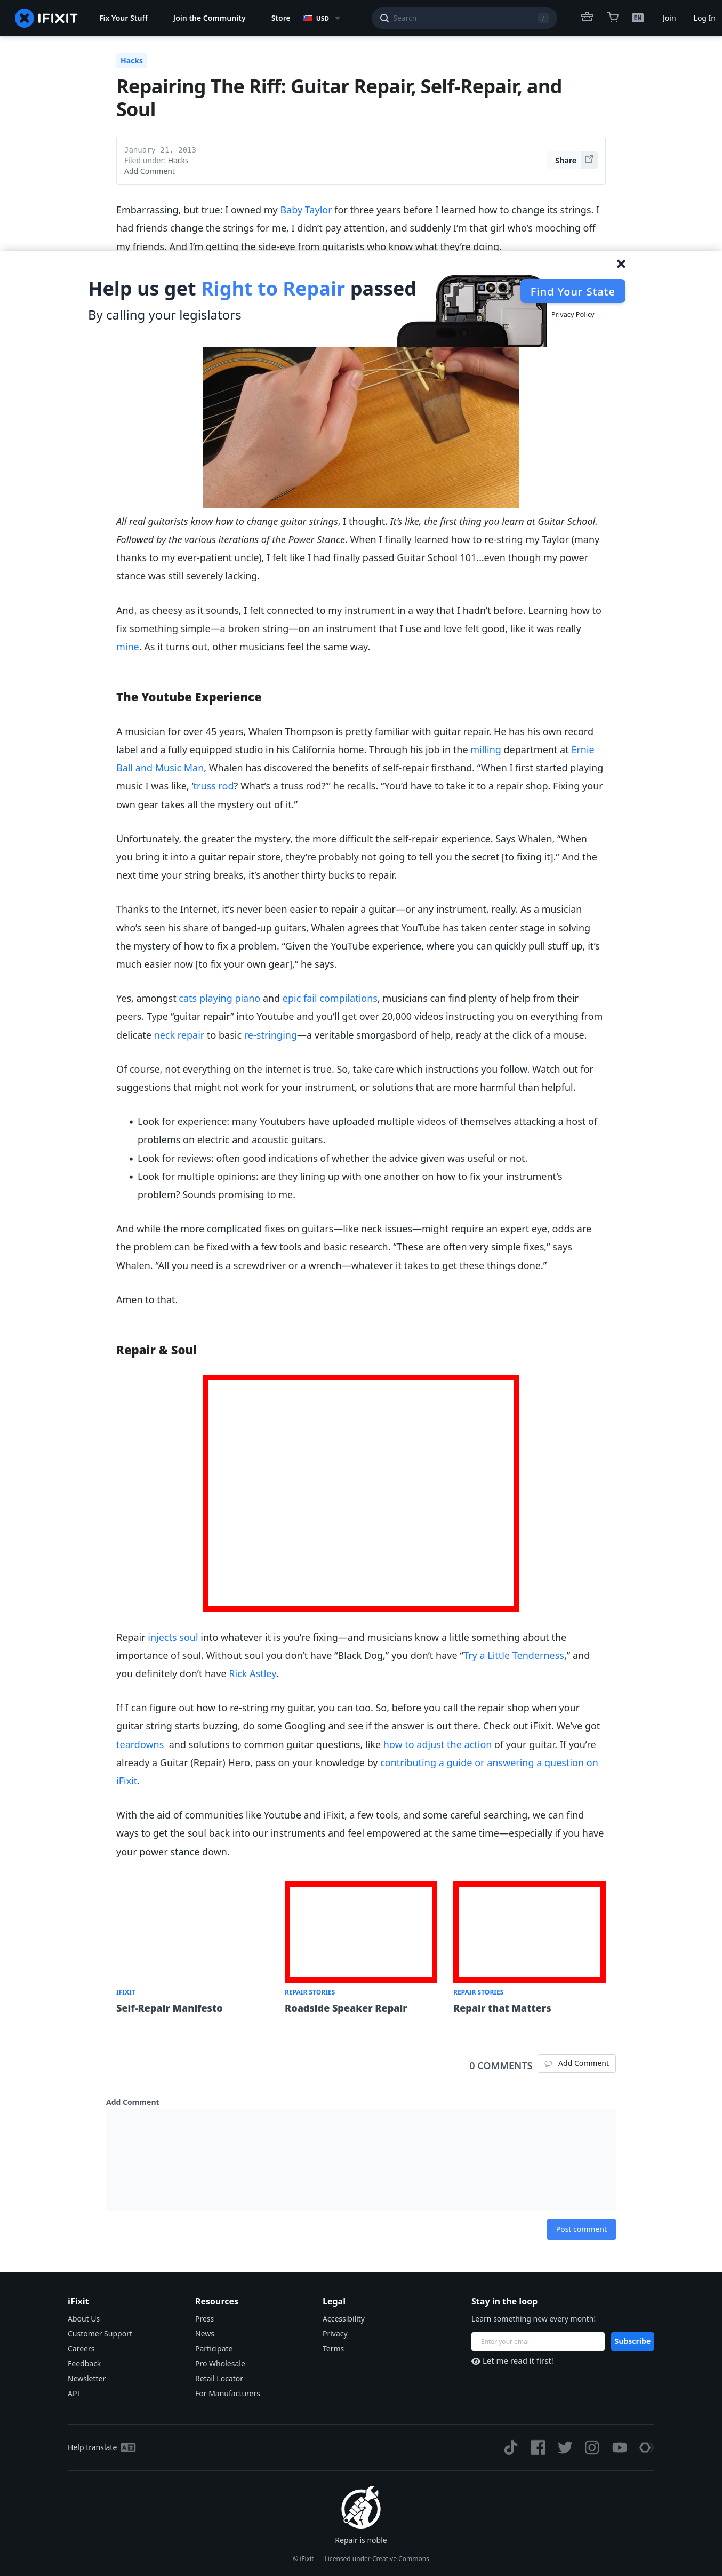 IFIXIT
Fix Your Stuff
Join the Community
Store
USD
Search
/
EN
Join
Log In
Hacks
Repairing The Riff: Guitar Repair, Self-Repair, and
Soul
January 21, 2013
Filed under: Hacks
Add Comment
Share
Embarrassing, but true: I owned my Baby Taylor for three years before I learned how to change its strings. I
had friends change the strings for me, I didn’t pay attention, and suddenly I’m that girl who’s mooching off
my friends. And I’m getting the side-eye from guitarists who know what they’re doing.
Help us get Right to Repair passed
By calling your legislators
Find Your State
Privacy Policy
All real guitarists know how to change guitar strings, I thought. It’s like, the first thing you learn at Guitar School.
Followed by the various iterations of the Power Stance. When I finally learned how to re-string my Taylor (many
thanks to my ever-patient uncle), I felt like I had finally passed Guitar School 101…even though my power
stance was still severely lacking.
And, as cheesy as it sounds, I felt connected to my instrument in a way that I hadn’t before. Learning how to
fix something simple—a broken string—on an instrument that I use and love felt good, like it was really
mine. As it turns out, other musicians feel the same way.
The Youtube Experience
A musician for over 45 years, Whalen Thompson is pretty familiar with guitar repair. He has his own record
label and a fully equipped studio in his California home. Through his job in the milling department at Ernie
Ball and Music Man, Whalen has discovered the benefits of self-repair firsthand. “When I first started playing
music I was like, ‘truss rod? What’s a truss rod?’” he recalls. “You’d have to take it to a repair shop. Fixing your
own gear takes all the mystery out of it.”
Unfortunately, the greater the mystery, the more difficult the self-repair experience. Says Whalen, “When
you bring it into a guitar repair store, they’re probably not going to tell you the secret [to fixing it].” And the
next time your string breaks, it’s another thirty bucks to repair.
Thanks to the Internet, it’s never been easier to repair a guitar—or any instrument, really. As a musician
who’s seen his share of banged-up guitars, Whalen agrees that YouTube has taken center stage in solving
the mystery of how to fix a problem. “Given the YouTube experience, where you can quickly pull stuff up, it’s
much easier now [to fix your own gear],” he says.
Yes, amongst cats playing piano and epic fail compilations, musicians can find plenty of help from their
peers. Type “guitar repair” into Youtube and you’ll get over 20,000 videos instructing you on everything from
delicate neck repair to basic re-stringing—a veritable smorgasbord of help, ready at the click of a mouse.
Of course, not everything on the internet is true. So, take care which instructions you follow. Watch out for
suggestions that might not work for your instrument, or solutions that are more harmful than helpful.
• Look for experience: many Youtubers have uploaded multiple videos of themselves attacking a host of
problems on electric and acoustic guitars.
• Look for reviews: often good indications of whether the advice given was useful or not.
• Look for multiple opinions: are they lining up with one another on how to fix your instrument’s
problem? Sounds promising to me.
And while the more complicated fixes on guitars—like neck issues—might require an expert eye, odds are
the problem can be fixed with a few tools and basic research. “These are often very simple fixes,” says
Whalen. “All you need is a screwdriver or a wrench—whatever it takes to get these things done.”
Amen to that.
Repair & Soul
Repair injects soul into whatever it is you’re fixing—and musicians know a little something about the
importance of soul. Without soul you don’t have “Black Dog,” you don’t have “Try a Little Tenderness,” and
you definitely don’t have Rick Astley.
If I can figure out how to re-string my guitar, you can too. So, before you call the repair shop when your
guitar string starts buzzing, do some Googling and see if the answer is out there. Check out iFixit. We’ve got
teardowns and solutions to common guitar questions, like how to adjust the action of your guitar. If you’re
already a Guitar (Repair) Hero, pass on your knowledge by contributing a guide or answering a question on
iFixit.
With the aid of communities like Youtube and iFixit, a few tools, and some careful searching, we can find
ways to get the soul back into our instruments and feel empowered at the same time—especially if you have
your power stance down.
IFIXIT
Self-Repair Manifesto
REPAIR STORIES
Roadside Speaker Repair
REPAIR STORIES
Repair that Matters
0 COMMENTS
Add Comment
Add Comment
Post comment
iFixit
About Us
Customer Support
Careers
Feedback
Newsletter
API
Resources
Press
News
Participate
Pro Wholesale
Retail Locator
For Manufacturers
Legal
Accessibility
Privacy
Terms
Stay in the loop
Learn something new every month!
Enter your email
Subscribe
Let me read it first!
Help translate
Repair is noble
© iFixit — Licensed under Creative Commons